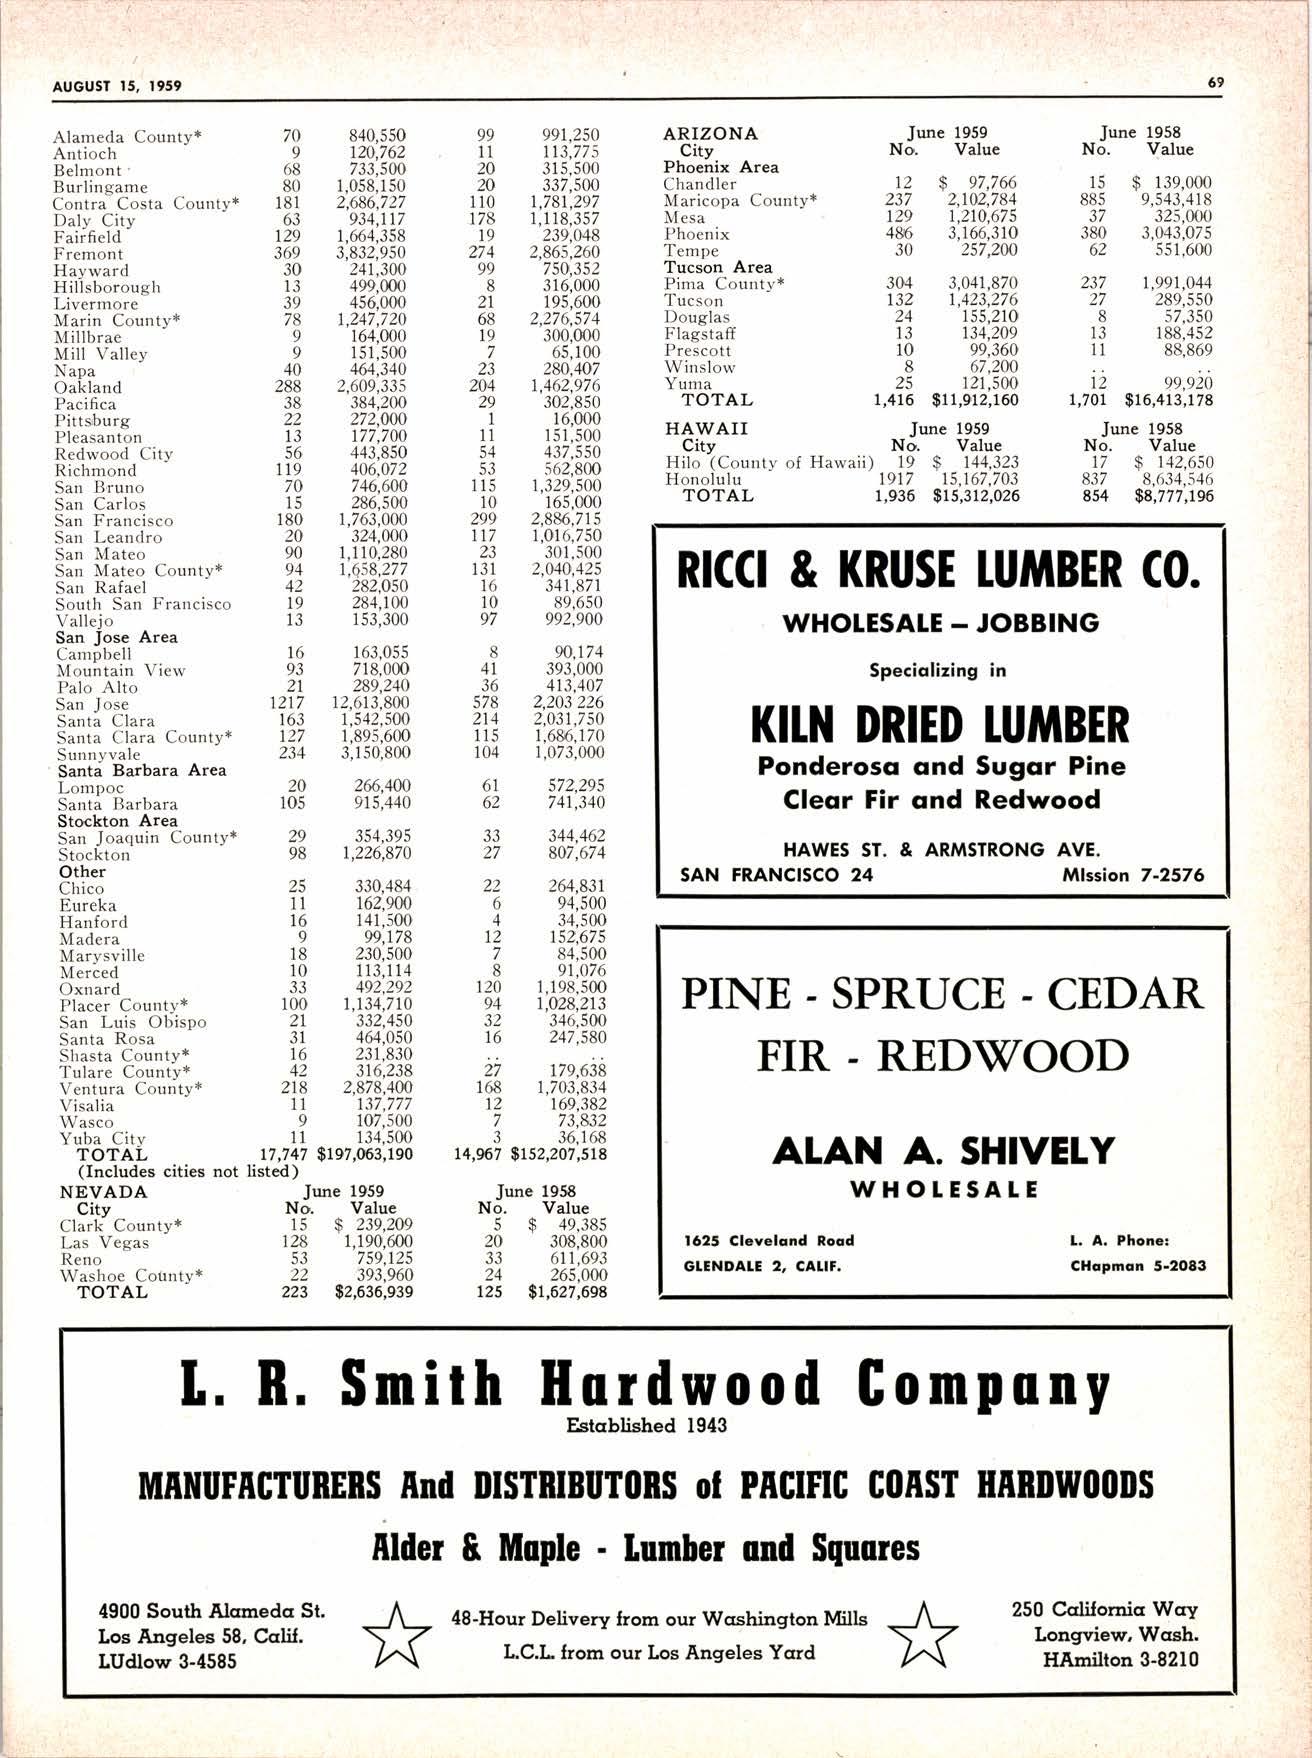 AUGUST 15, 1959 69
Alameda County* 70 840,550 99 991,250
Antioch 9 120,762 11 113,775
Belmont 68 733,500 20 315,500
Burlingame 80 1,058,150 20 337,500
Contra Costa County* 181 2,686,727 110 1,781,297
Daly City 63 934,117 178 1,118,357
Fairfield 129 1,664,358 19 239,048
Fremont 369 3,832,950 274 2,865,260
Hayward 30 241,300 99 750,352
Hillsborough 13 499,000 8 316,000
Livermore 39 456,000 21 195,600
Marin County* 78 1,247,720 68 2,276,574
Millbrae 9 164,000 19 300,000
Mill Valley 9 151,500 7 65,100
Napa 40 464,340 23 280,407
Oakland 288 2,609,335 204 1,462,976
Pacifica 38 384,200 29 302,850
Pittsburg 22 272,000 1 16,000
Pleasanton 13 177,700 11 151,500
Redwood City 56 443,850 54 437,550
Richmond 119 406,072 53 562,800
San Bruno 70 746,600 115 1,329,500
San Carlos 15 286,500 10 165,000
San Francisco 180 1,763,000 299 2,886,715
San Leandro 20 324,000 117 1,016,750
San Mateo 90 1,110,280 23 301,500
San Mateo County* 94 1,658,277 131 2,040,425
San Rafael 42 282,050 16 341,871
South San Francisco 19 284,100 10 89,650
Vallejo 13 153,300 97 992,900
San Jose Area
Campbell 16 163,055 8 90,174
Mountain View 93 718,000 41 393,000
Palo Alto 21 289,240 36 413,407
San Jose 1217 12,613,800 578 2,203 226
Santa Clara 163 1,542,500 214 2,031,750
Santa Clara County* 127 1,895,600 115 1,686,170
Sunnyvale 234 3,150,800 104 1,073,000
Santa Barbara Area
Lompoc 20 266,400 61 572,295
Santa Barbara 105 915,440 62 741,340
Stockton Area
San Joaquin County* 29 354,395 33 344,462
Stockton 98 1,226,870 27 807,674
Other
Chico 25 330,484 22 264,831
Eureka 11 162,900 6 94,500
Hanford 16 141,500 4 34,500
Madera 9 99,178 12 152,675
Marysville 18 230,500 7 84,500
Merced 10 113,114 8 91,076
Oxnard 33 492,292 120 1,198,500
Placer County* 100 1,134,710 94 1,028,213
San Luis Obispo 21 332,450 32 346,500
Santa Rosa 31 464,050 16 247,580
Shasta County* 16 231,830 .. ..
Tulare County* 42 316,238 27 179,638
Ventura County* 218 2,878,400 168 1,703,834
Visalia 11 137,777 12 169,382
Wasco 9 107,500 7 73,832
Yuba City 11 134,500 3 36,168
TOTAL 17,747 $197,063,190 14,967 $152,207,518
(Includes cities not listed)
NEVADA June 1959 June 1958
City No. Value No. Value
Clark County* 15 $ 239,209 5 $ 49,385
Las Vegas 128 1,190,600 20 308,800
Reno 53 759,125 33 611,693
Washoe County* 22 393,960 24 265,000
TOTAL 223 $2,636,939 125 $1,627,698
ARIZONA June 1959 June 1958
City No. Value No. Value
Phoenix Area
Chandler 12 $ 97,766 15 $ 139,000
Maricopa County* 237 2,102,784 885 9,543,418
Mesa 129 1,210,675 37 325,000
Phoenix 486 3,166,310 380 3,043,075
Tempe 30 257,200 62 551,600
Tucson Area
Pima County* 304 3,041,870 237 1,991,044
Tucson 132 1,423,276 27 289,550
Douglas 24 155,210 8 57,350
Flagstaff 13 134,209 13 188,452
Prescott 10 99,360 11 88,869
Winslow 8 67,200 .. ..
Yuma 25 121,500 12 99,920
TOTAL 1,416 $11,912,160 1,701 $16,413,178
HAWAII June 1959 June 1958
City No. Value No. Value
Hilo (County of Hawaii) 19 $ 144,323 17 $ 142,650
Honolulu 1917 15,167,703 837 8,634,546
TOTAL 1,936 $15,312,026 854 $8,777,196
RICCI & KRUSE LUMBER CO.
WHOLESALE – JOBBING
Specializing in
KILN DRIED LUMBER
Ponderosa and Sugar Pine
Clear Fir and Redwood
HAWES ST. & ARMSTRONG AVE.
SAN FRANCISCO 24 MIssion 7-2576
PINE - SPRUCE - CEDAR
FIR - REDWOOD
ALAN A. SHIVELY
WHOLESALE
1625 Cleveland Road L. A. Phone:
GLENDALE 2, CALIF. CHapman 5-2083
L. R. Smith Hardwood Company
Established 1943
MANUFACTURERS And DISTRIBUTORS of PACIFIC COAST HARDWOODS
Alder & Maple - Lumber and Squares
4900 South Alameda St.
Los Angeles 58, Calif.
LUdlow 3-4585
48-Hour Delivery from our Washington Mills
L.C.L. from our Los Angeles Yard
250 California Way
Longview, Wash.
HAmilton 3-8210